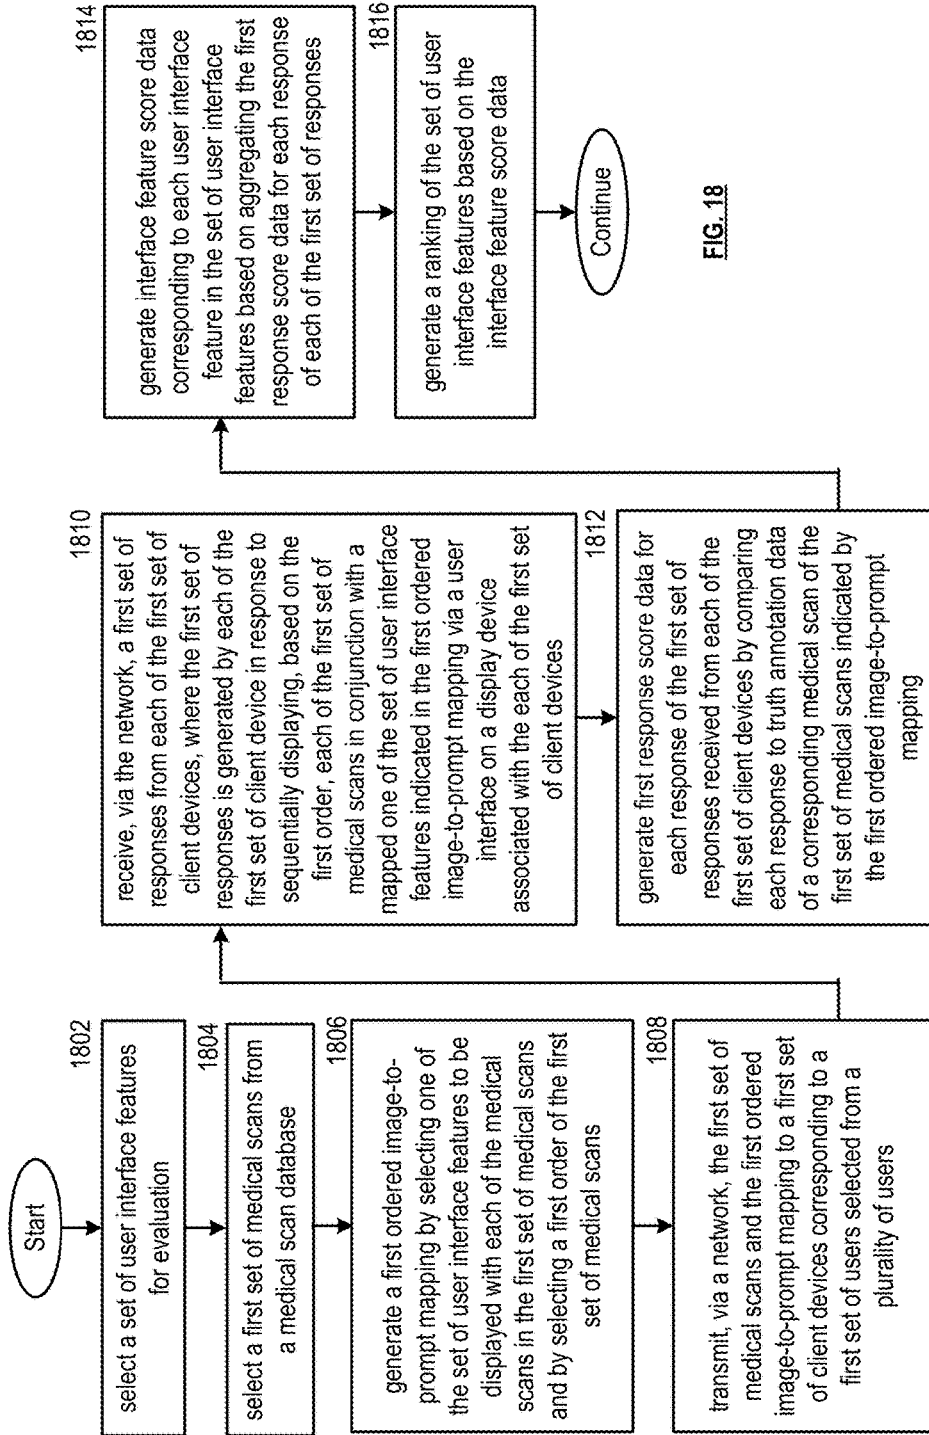 Start
1802
select a set of user interface features
for evaluation
1804
select a first set of medical scans from
a medical scan database
1806
generate a first ordered image-to-
prompt mapping by selecting one of
the set of user interface features to be
displayed with each of the medical
scans in the first set of medical scans
and by selecting a first order of the first
set of medical scans
1808
transmit, via a network, the first set of
medical scans and the first ordered
image-to-prompt mapping to a first set
of client devices corresponding to a
first set of users selected from a
plurality of users
1810
receive, via the network, a first set of
responses from each of the first set of
client devices, where the first set of
responses is generated by each of the
first set of client device in response to
sequentially displaying, based on the
first order, each of the first set of
medical scans in conjunction with a
mapped one of the set of user interface
features indicated in the first ordered
image-to-prompt mapping via a user
interface on a display device
associated with the each of the first set
of client devices
1812
generate first response score data for
each response of the first set of
responses received from each of the
first set of client devices by comparing
each response to truth annotation data
of a corresponding medical scan of the
first set of medical scans indicated by
the first ordered image-to-prompt
mapping
1814
generate interface feature score data
corresponding to each user interface
feature in the set of user interface
features based on aggregating the first
response score data for each response
of each of the first set of responses
1816
generate a ranking of the set of user
interface features based on the
interface feature score data
Continue
FIG. 18